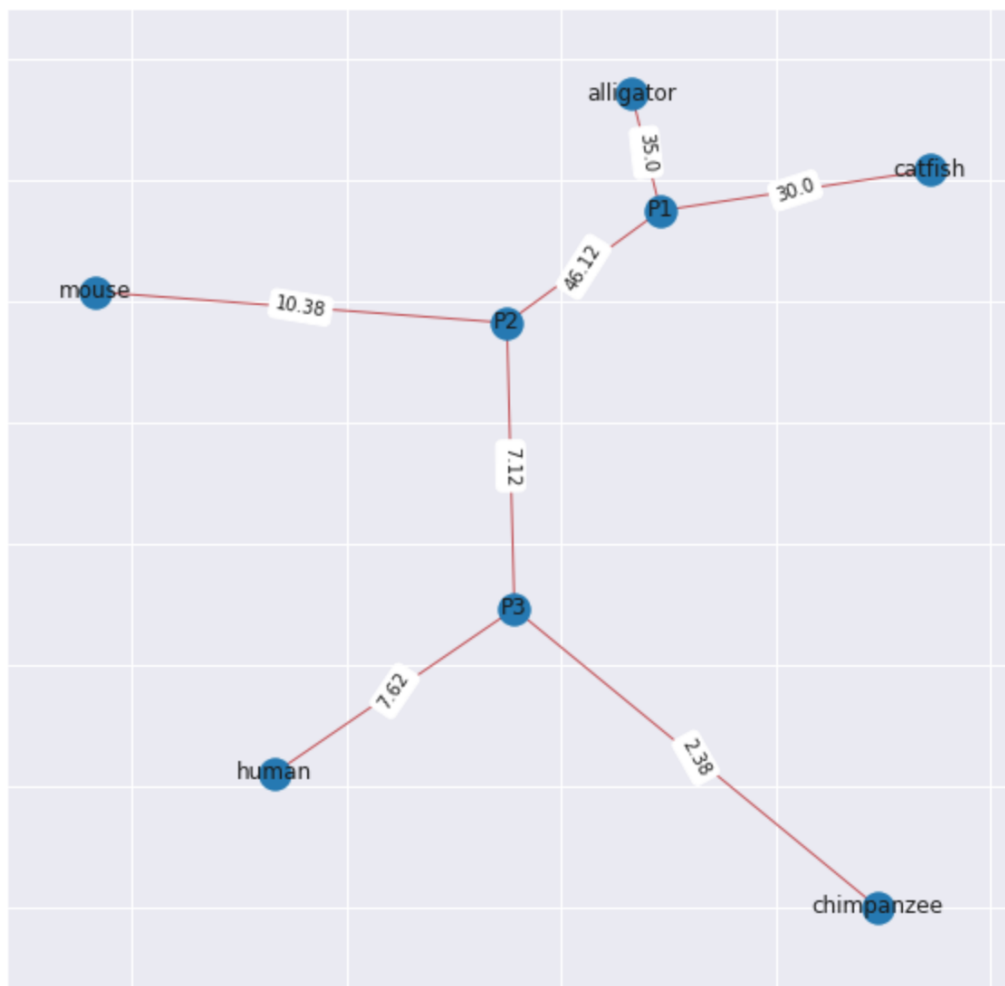 alligator
35.0
catfish
30.0
P1
46.12
mouse
10.38
P2
7.12
P3
7.62
human
2.38
chimpanzee